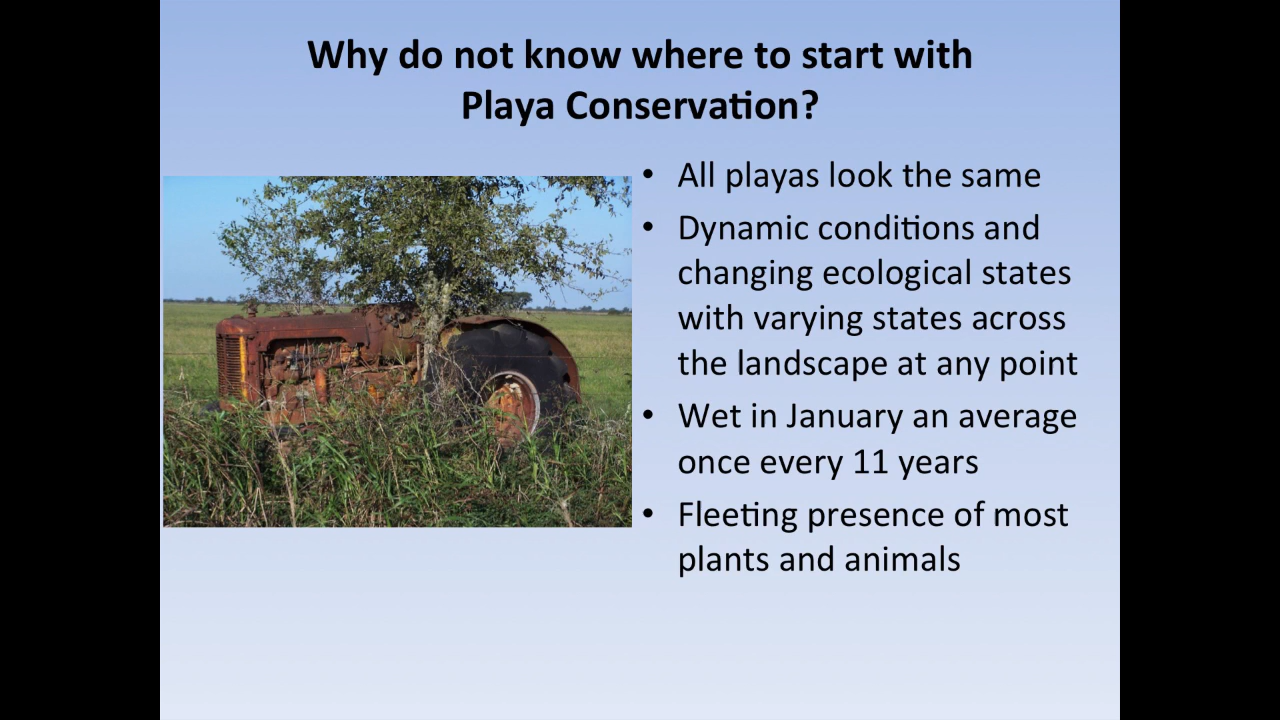 Why do not know where to start with
Playa Conservation?
• All playas look the same
• Dynamic conditions and
changing ecological states
with varying states across
the landscape at any point
• Wet in January an average
once every 11 years
• Fleeting presence of most
plants and animals